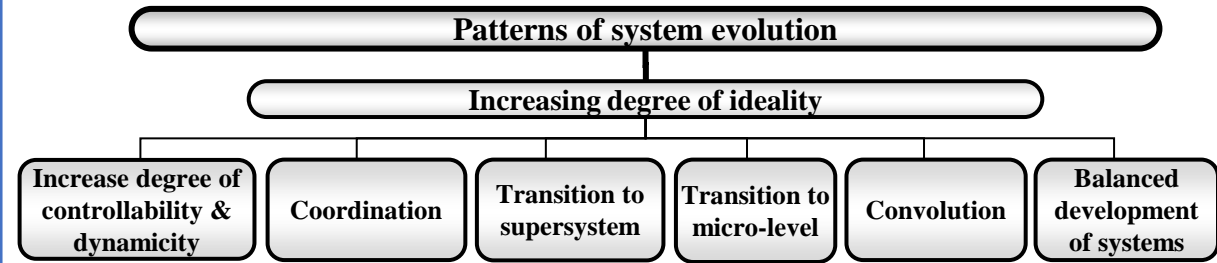 Patterns of system evolution
Increasing degree of ideality
Increase degree of
controllability &
dynamicity
Coordination
Transition to
supersystem
Transition to
micro-level
Convolution
Balanced
development
of systems